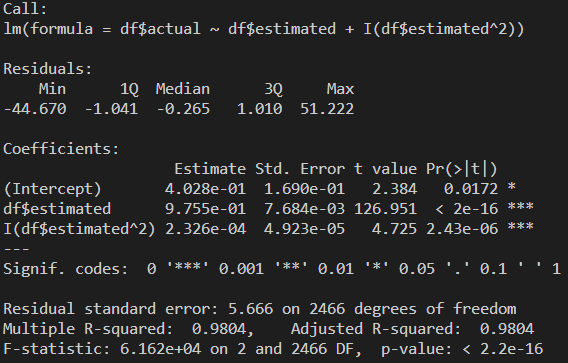 Call:
lm(formula = df$actual ~ df$estimated + I(df$estimated^2))
Residuals:
    Min      1Q  Median      3Q     Max
-44.670  -1.041  -0.265   1.010  51.222
Coefficients:
                   Estimate Std. Error t value Pr(>|t|)
(Intercept)       4.028e-01  1.690e-01   2.384   0.0172 *
df$estimated      9.755e-01  7.684e-03 126.951  < 2e-16 ***
I(df$estimated^2) 2.326e-04  4.923e-05   4.725 2.43e-06 ***
---
Signif. codes:  0 '***' 0.001 '**' 0.01 '*' 0.05 '.' 0.1 ' ' 1
Residual standard error: 5.666 on 2466 degrees of freedom
Multiple R-squared:  0.9804,    Adjusted R-squared:  0.9804
F-statistic: 6.162e+04 on 2 and 2466 DF,  p-value: < 2.2e-16